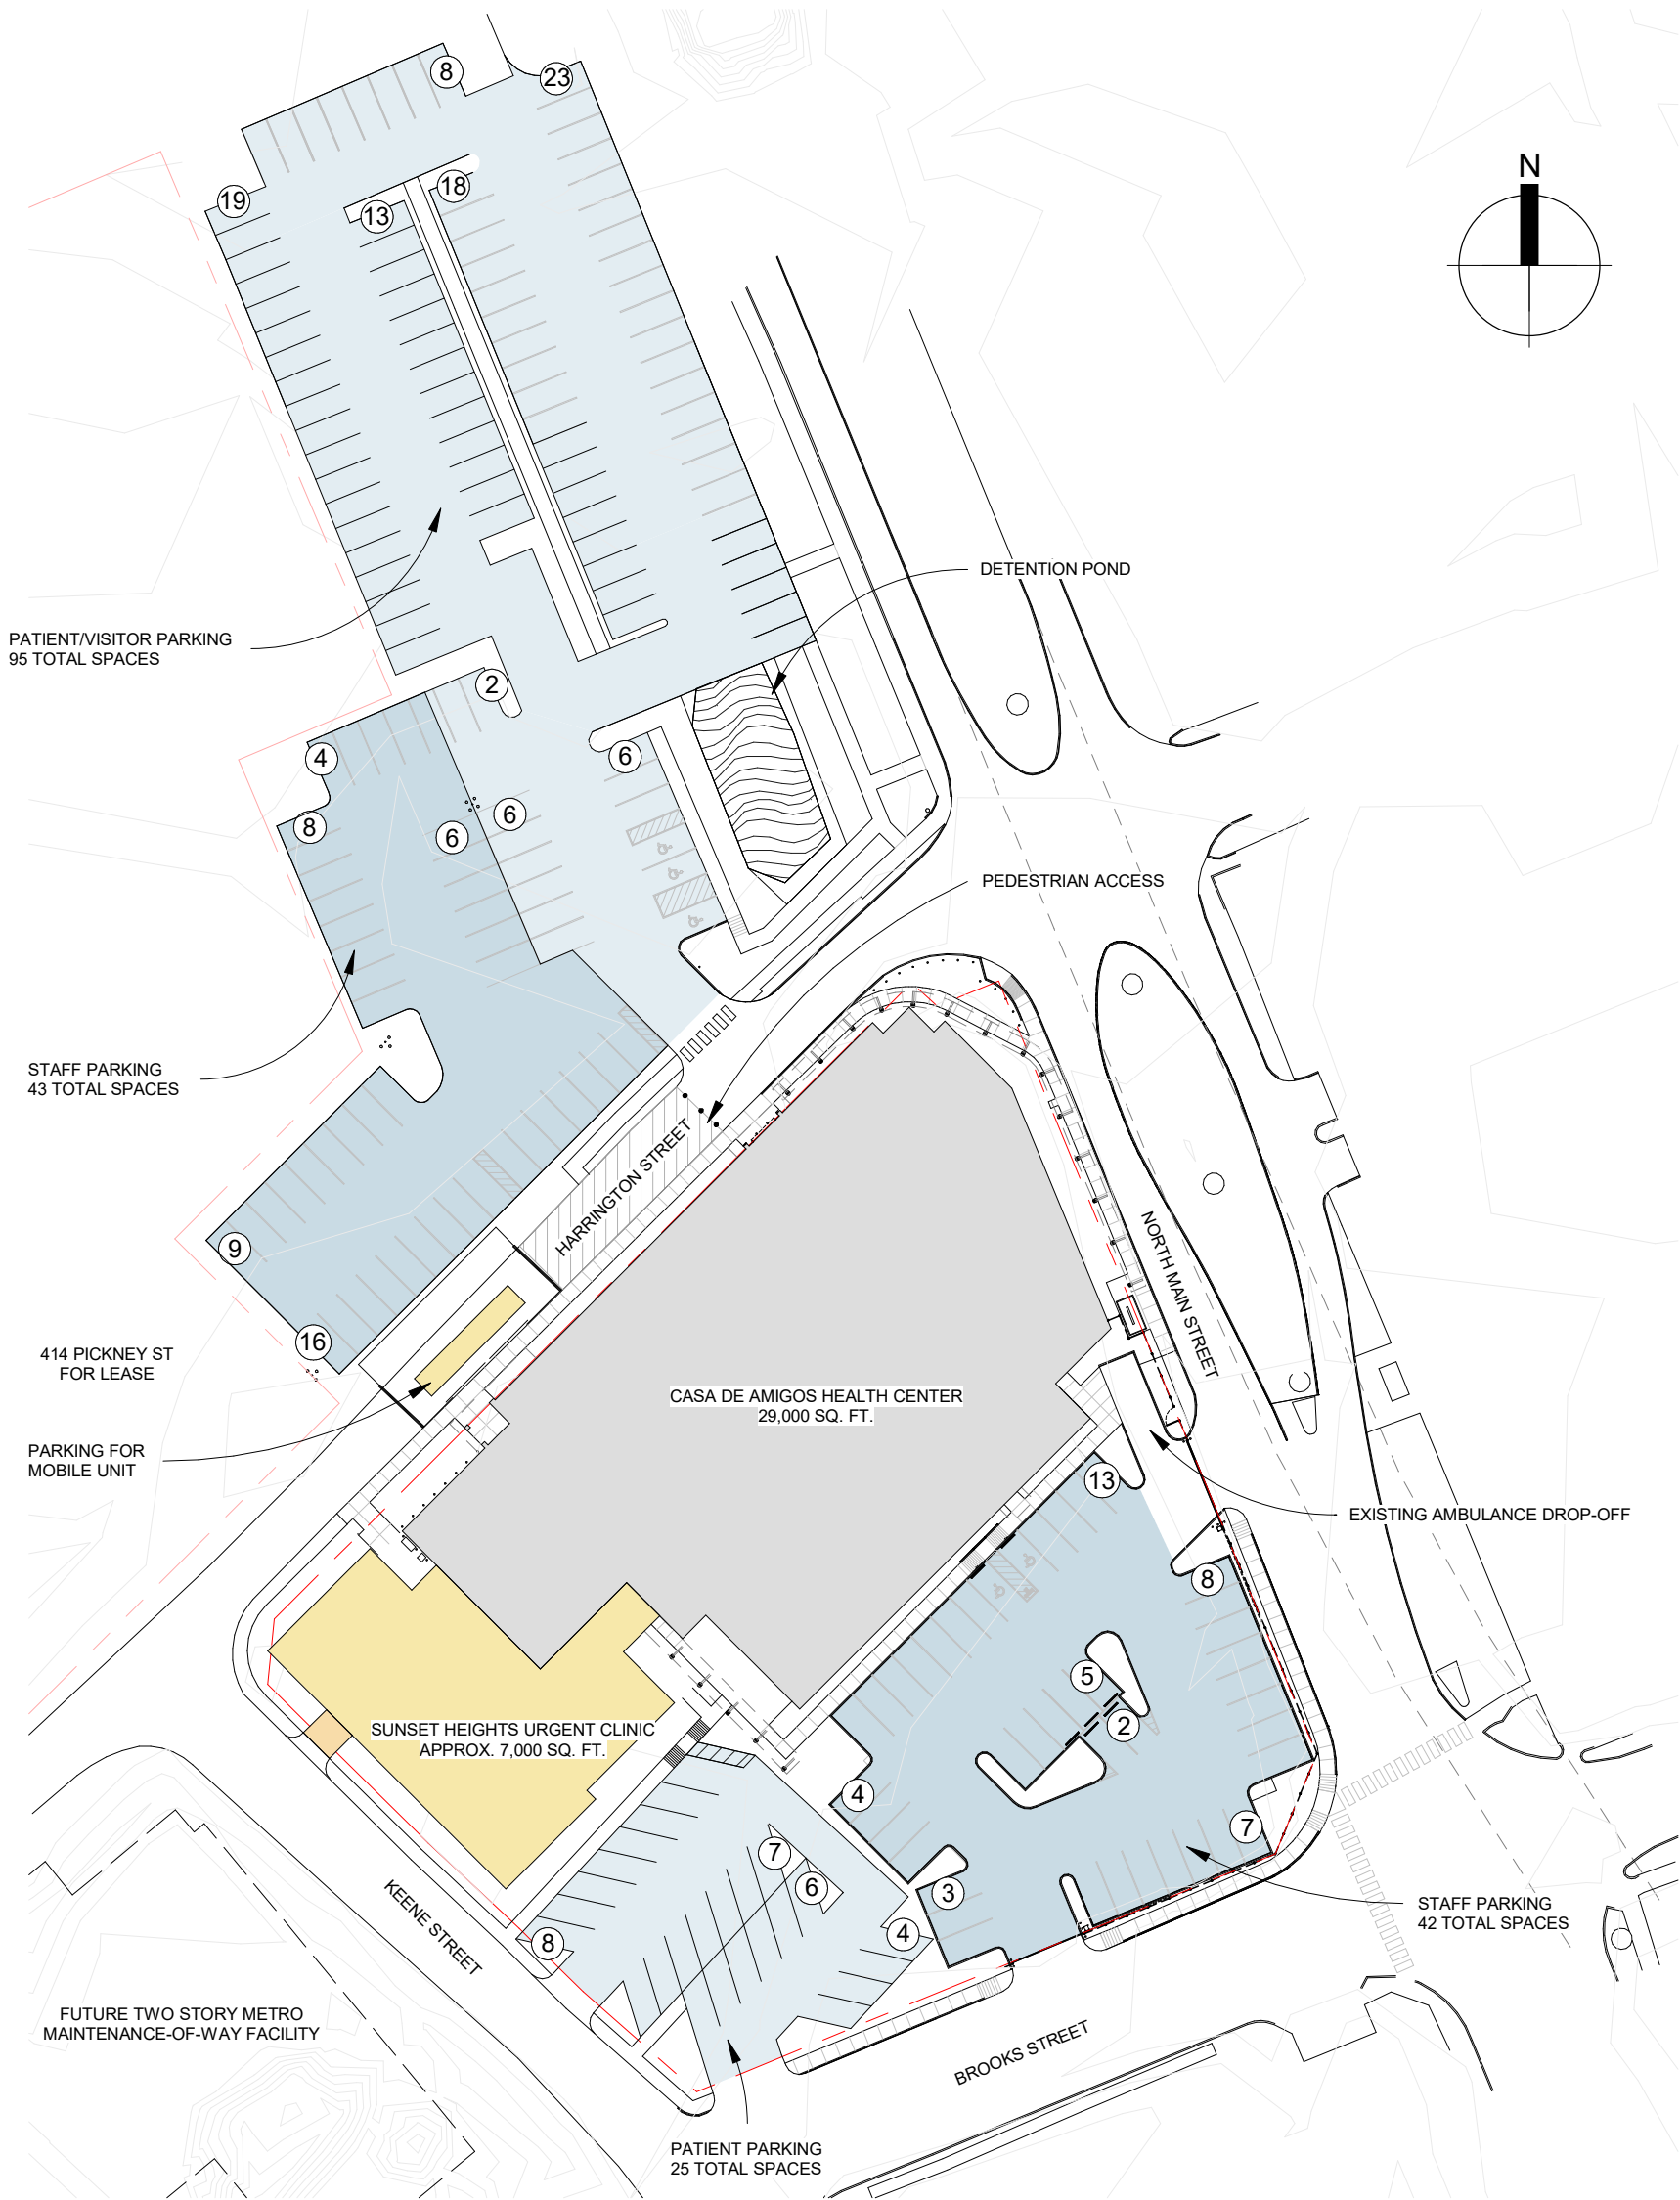 8
23
N
19
13
18
DETENTION POND
PATIENT/VISITOR PARKING
95 TOTAL SPACES
2
4
6
8
6
6
PEDESTRIAN ACCESS
STAFF PARKING
43 TOTAL SPACES
HARRINGTON STREET
9
16
NORTH MAIN STREET
414 PICKNEY ST
FOR LEASE
CASA DE AMIGOS HEALTH CENTER
29,000 SQ. FT.
PARKING FOR
MOBILE UNIT
13
EXISTING AMBULANCE DROP-OFF
8
5
2
SUNSET HEIGHTS URGENT CLINIC
APPROX. 7,000 SQ. FT.
4
7
7
6
3
4
8
STAFF PARKING
42 TOTAL SPACES
KEENE STREET
FUTURE TWO STORY METRO
MAINTENANCE-OF-WAY FACILITY
BROOKS STREET
PATIENT PARKING
25 TOTAL SPACES